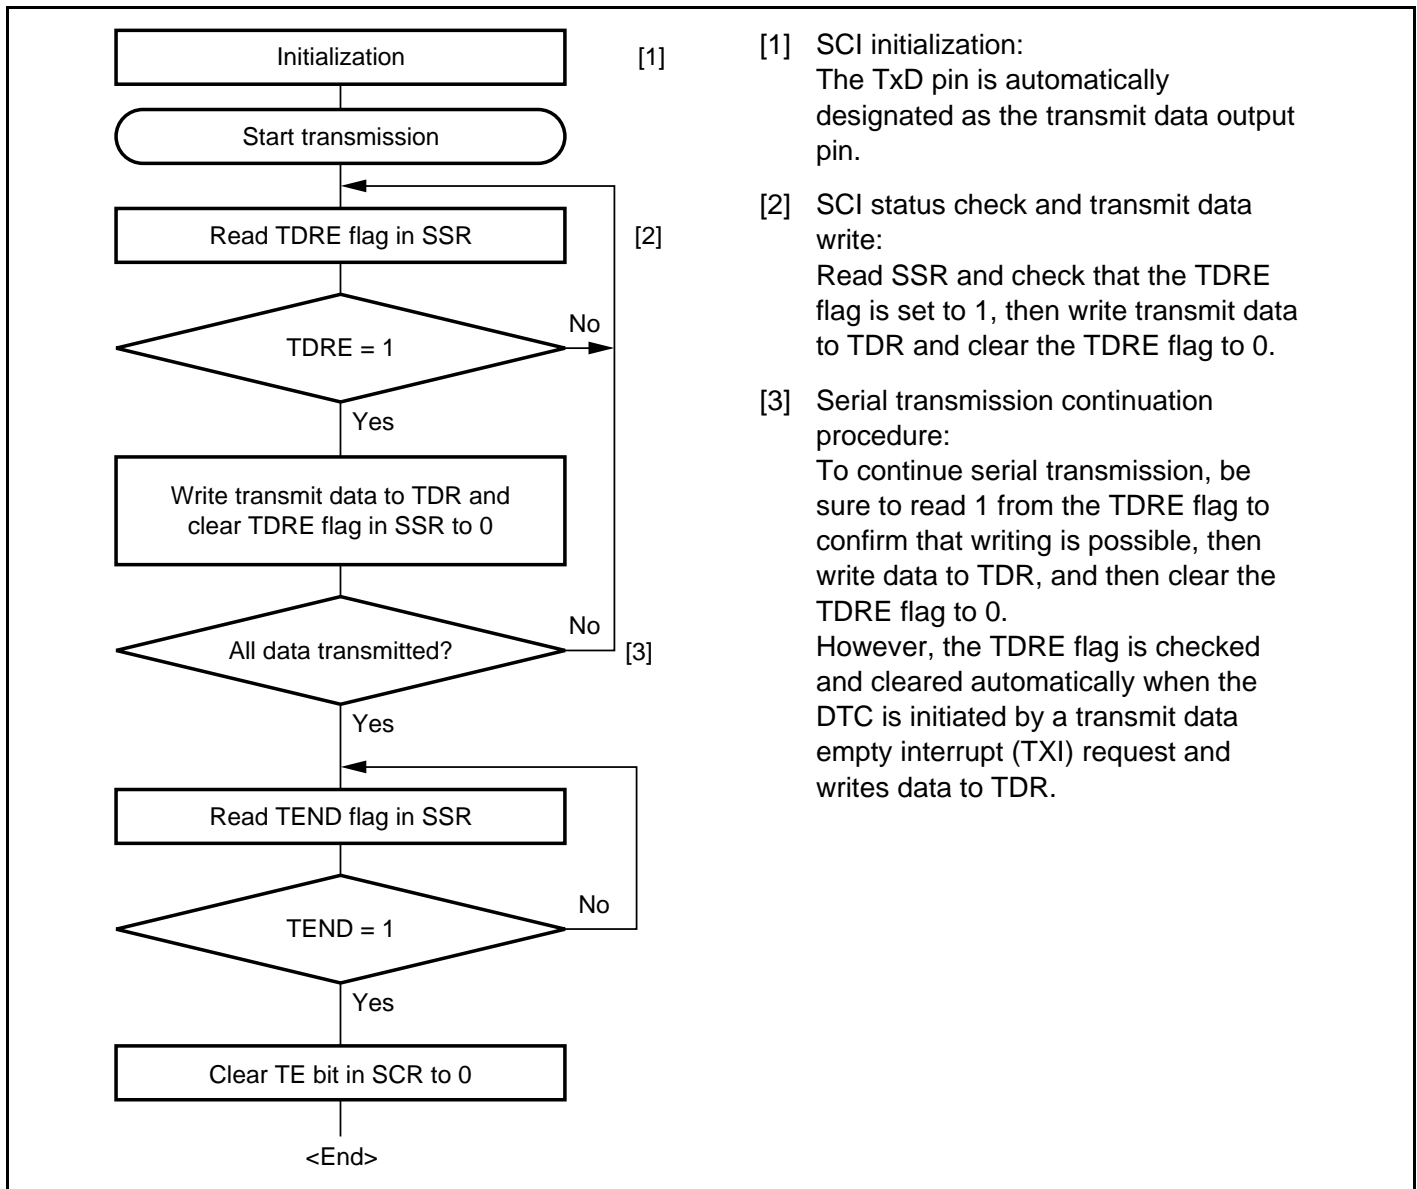 Initialization
[1]
Start transmission
Read TDRE flag in SSR
[2]
No
TDRE = 1
Yes
Write transmit data to TDR and
clear TDRE flag in SSR to 0
No
All data transmitted?
[3]
Yes
Read TEND flag in SSR
No
TEND = 1
Yes
Clear TE bit in SCR to 0
<End>
[1] SCI initialization:
The TxD pin is automatically
designated as the transmit data output
pin.
[2] SCI status check and transmit data
write:
Read SSR and check that the TDRE
flag is set to 1, then write transmit data
to TDR and clear the TDRE flag to 0.
[3] Serial transmission continuation
procedure:
To continue serial transmission, be
sure to read 1 from the TDRE flag to
confirm that writing is possible, then
write data to TDR, and then clear the
TDRE flag to 0.
However, the TDRE flag is checked
and cleared automatically when the
DTC is initiated by a transmit data
empty interrupt (TXI) request and
writes data to TDR.